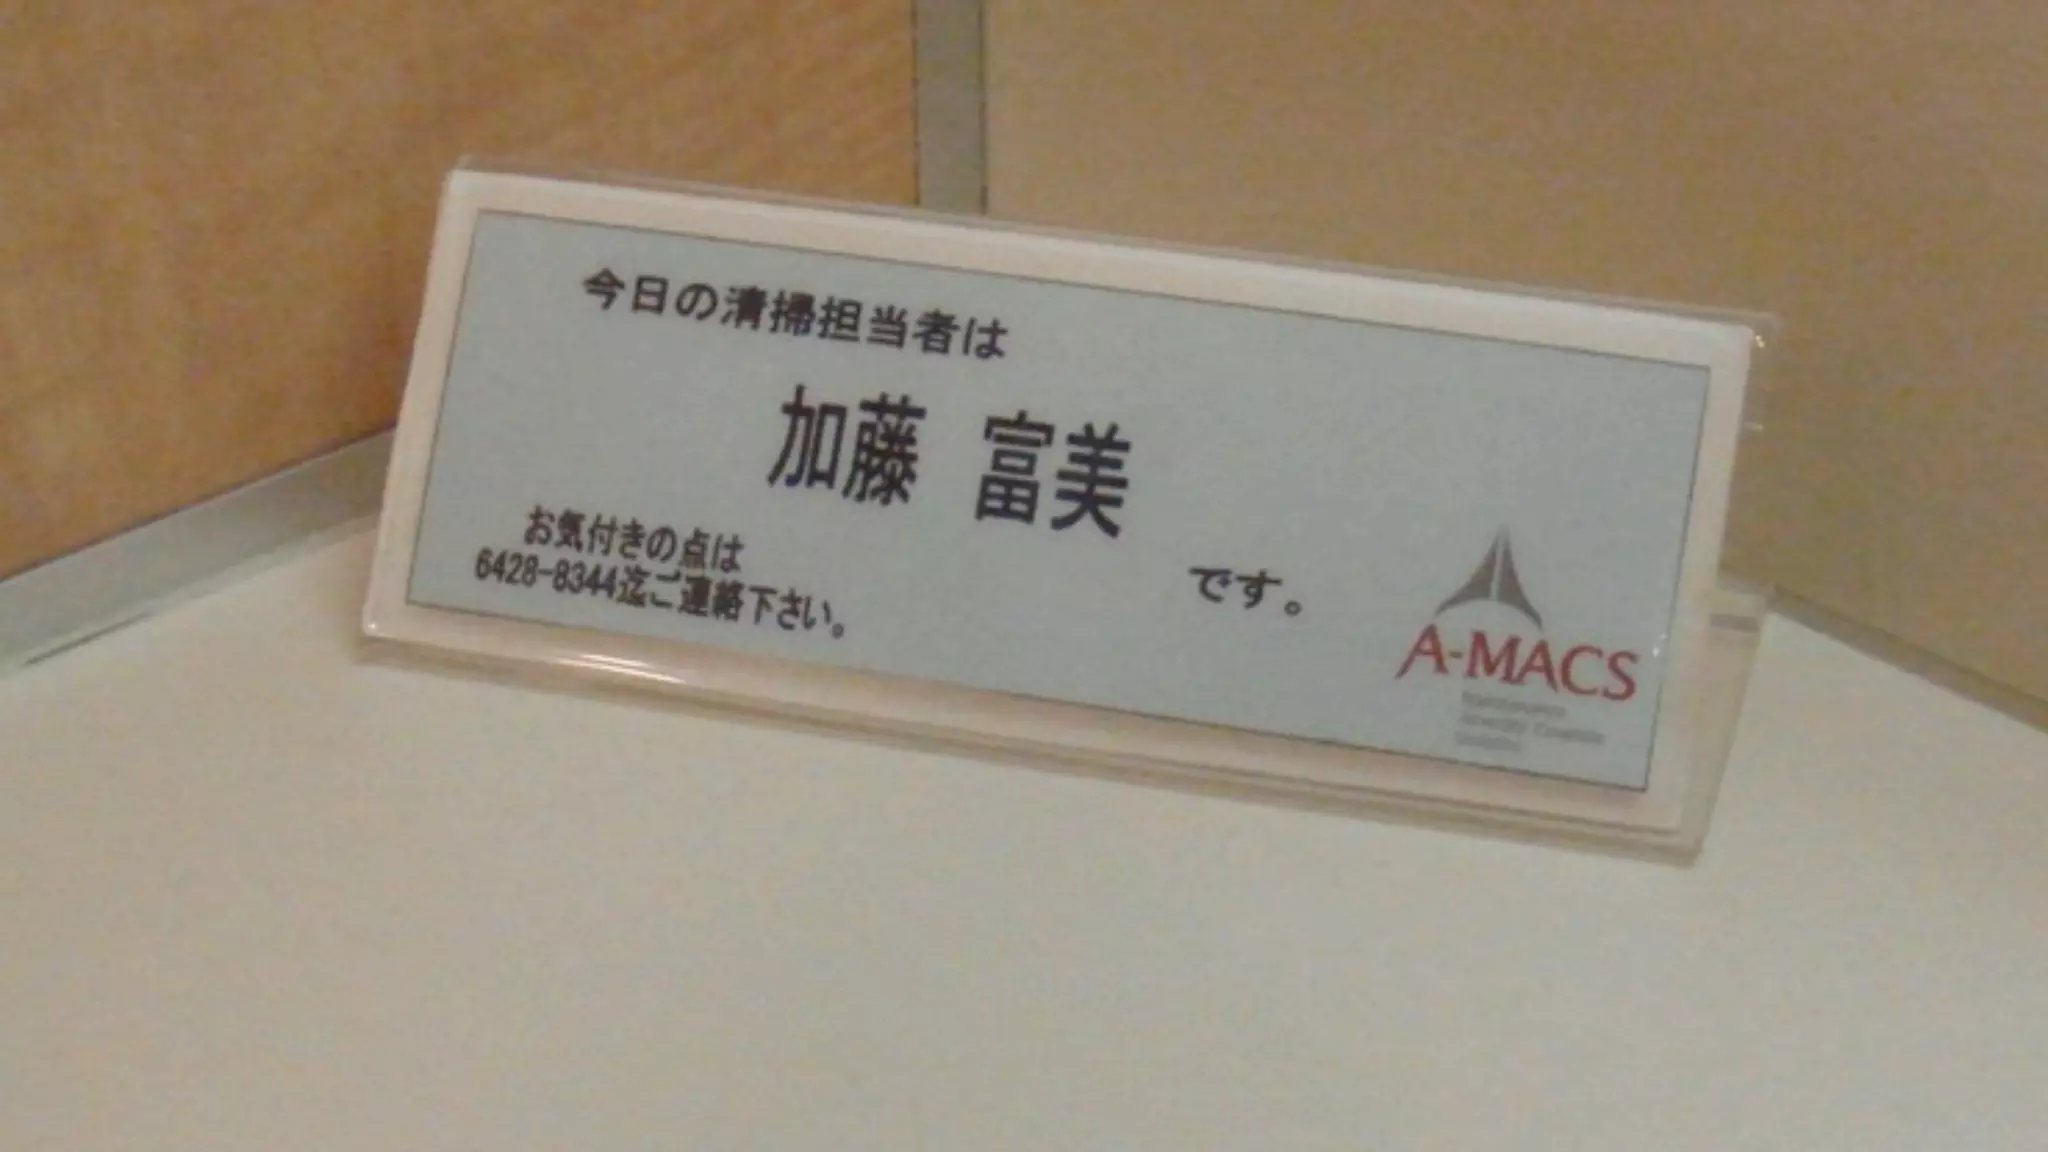 今日の清掃担当者は
加藤 富美
です。
お気付きの点は
6428-8344迄ご連絡下さい。
A-MACS